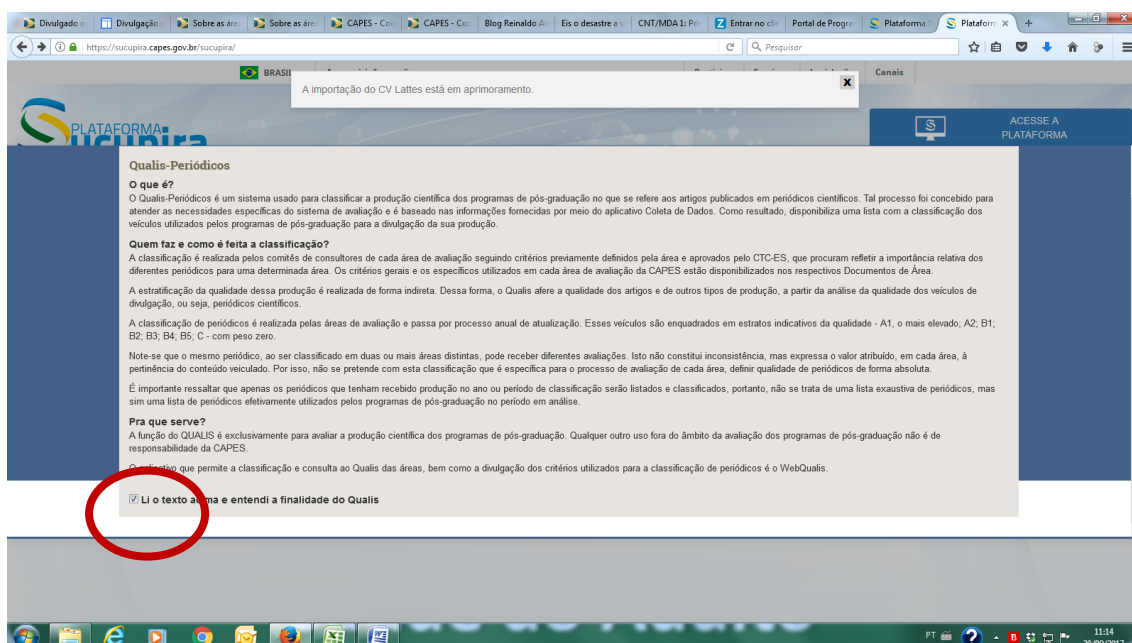 Divulgado e
Divulgação
Sobre as áre
Sobre as áre
CAPES - Coo
CAPES - Coo
Blog Reinaldo Az
Eis o desastre a s
CNT/MDA 1: Pós
Entrar no clie
Portal de Progra
Plataforma S
Plataform
https://sucupira.capes.gov.br/sucupira/
Pesquisar
BRASIL
Canais
A importação do CV Lattes está em aprimoramento.
x
PLATAFORMA
ACESSE A
PLATAFORMA
Qualis-Periódicos
O que é?
O Qualis-Periódicos é um sistema usado para classificar a produção científica dos programas de pós-graduação no que se refere aos artigos publicados em periódicos científicos. Tal processo foi concebido para
atender as necessidades específicas do sistema de avaliação e é baseado nas informações fornecidas por meio do aplicativo Coleta de Dados. Como resultado, disponibiliza uma lista com a classificação dos
veículos utilizados pelos programas de pós-graduação para a divulgação da sua produção.
Quem faz e como é feita a classificação?
A classificação é realizada pelos comitês de consultores de cada área de avaliação seguindo critérios previamente definidos pela área e aprovados pelo CTC-ES, que procuram refletir a importância relativa dos
diferentes periódicos para uma determinada área. Os critérios gerais e os específicos utilizados em cada área de avaliação da CAPES estão disponibilizados nos respectivos Documentos de Área.
A estratificação da qualidade dessa produção é realizada de forma indireta. Dessa forma, o Qualis afere a qualidade dos artigos e de outros tipos de produção, a partir da análise da qualidade dos veículos de
divulgação, ou seja, periódicos científicos.
A classificação de periódicos é realizada pelas áreas de avaliação e passa por processo anual de atualização. Esses veículos são enquadrados em estratos indicativos da qualidade - A1, o mais elevado; A2; B1;
B2; B3; B4; B5; C - com peso zero.
Note-se que o mesmo periódico, ao ser classificado em duas ou mais áreas distintas, pode receber diferentes avaliações. Isto não constitui inconsistência, mas expressa o valor atribuído, em cada área, à
pertinência do conteúdo veiculado. Por isso, não se pretende com esta classificação que é específica para o processo de avaliação de cada área, definir qualidade de periódicos de forma absoluta.
É importante ressaltar que apenas os periódicos que tenham recebido produção no ano ou período de classificação serão listados e classificados, portanto, não se trata de uma lista exaustiva de periódicos, mas
sim uma lista de periódicos efetivamente utilizados pelos programas de pós-graduação no período em análise.
Pra que serve?
A função do QUALIS é exclusivamente para avaliar a produção científica dos programas de pós-graduação. Qualquer outro uso fora do âmbito da avaliação dos programas de pós-graduação não é de
responsabilidade da CAPES.
O aplicativo que permite a classificação e consulta ao Qualis das áreas, bem como a divulgação dos critérios utilizados para a classificação de periódicos é o WebQualis.
Li o texto acima e entendi a finalidade do Qualis
PT
11:14